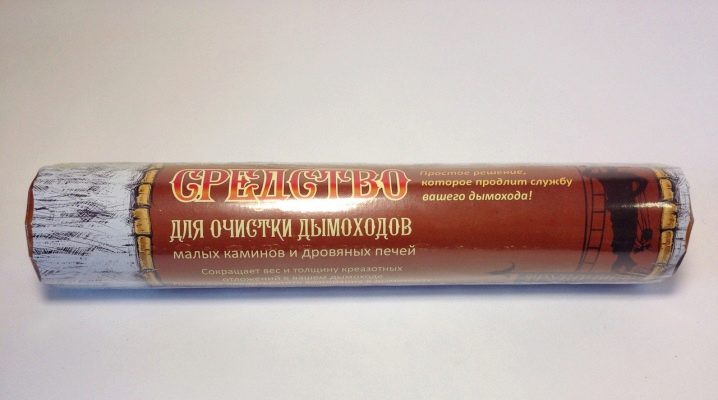 СРЕДСТВО
ДЛЯ ОЧИСТКИ ДЫМОХОДОВ
малых каминов и дровяных печей
Сокращает вес и толщину креазотных
отложений в вашем дымоходе
Простое решение,
которое продлит службу
вашего дымохода!